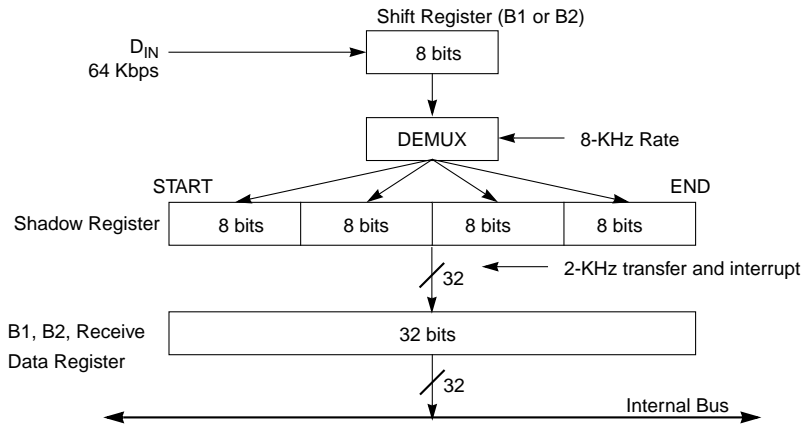 Shift Register (B1 or B2)
DIN
64 Kbps
8 bits
DEMUX
8-KHz Rate
START
END
Shadow Register
8 bits
8 bits
8 bits
8 bits
32
2-KHz transfer and interrupt
B1, B2, Receive
Data Register
32 bits
32
Internal Bus